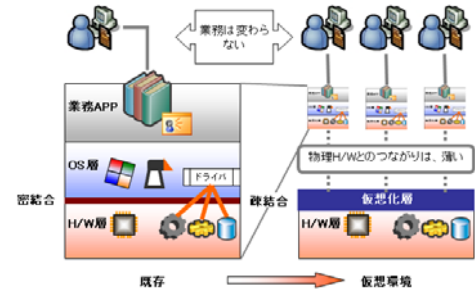 業務は変わら
ない
業務APP
OS層
ドライバ
密結合
疎結合
H/W層
物理H/Wとのつながりは、薄い
仮想化層
H/W層
既存
仮想環境